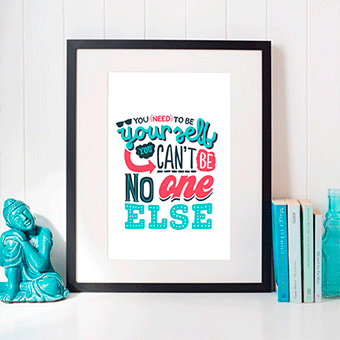 YOU (NEED) TO BE
yourself
YOU CAN'T BE
NO one
ELSE